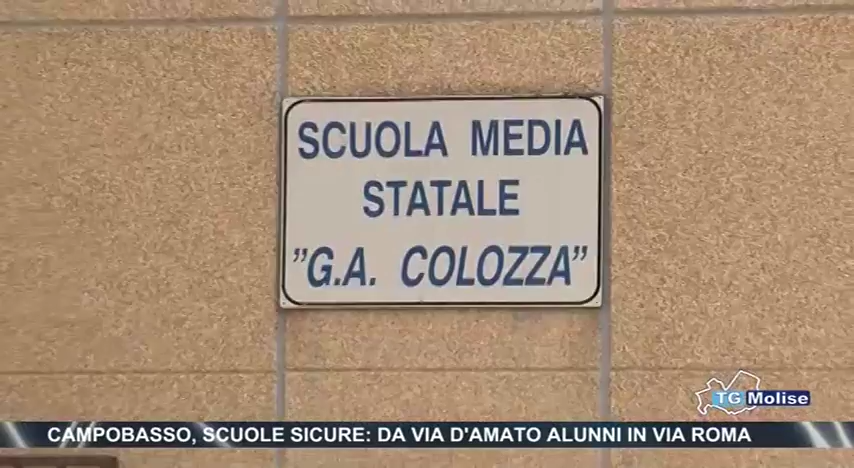 SCUOLA MEDIA
STATALE
"G.A. COLOZZA"
TG Molise
CAMPOBASSO, SCUOLE SICURE: DA VIA D'AMATO ALUNNI IN VIA ROMA